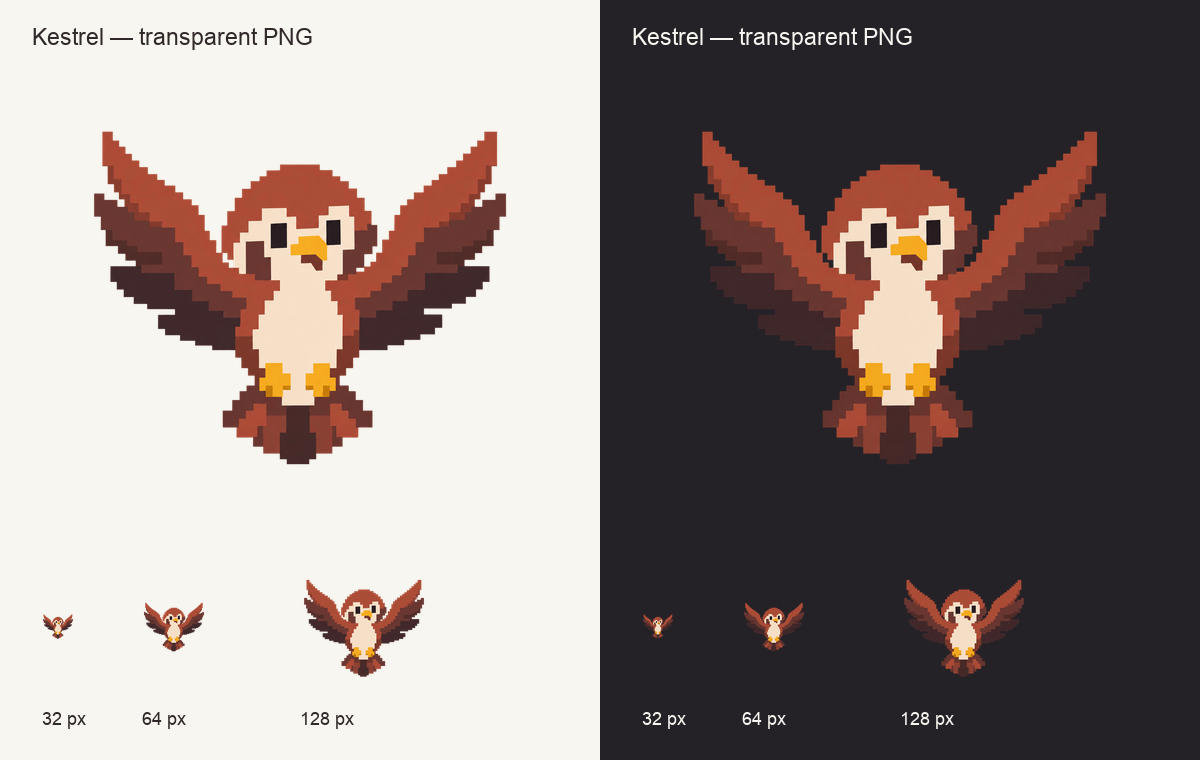 Kestrel — transparent PNG
Kestrel — transparent PNG
32 px
64 px
128 px
32 px
64 px
128 px